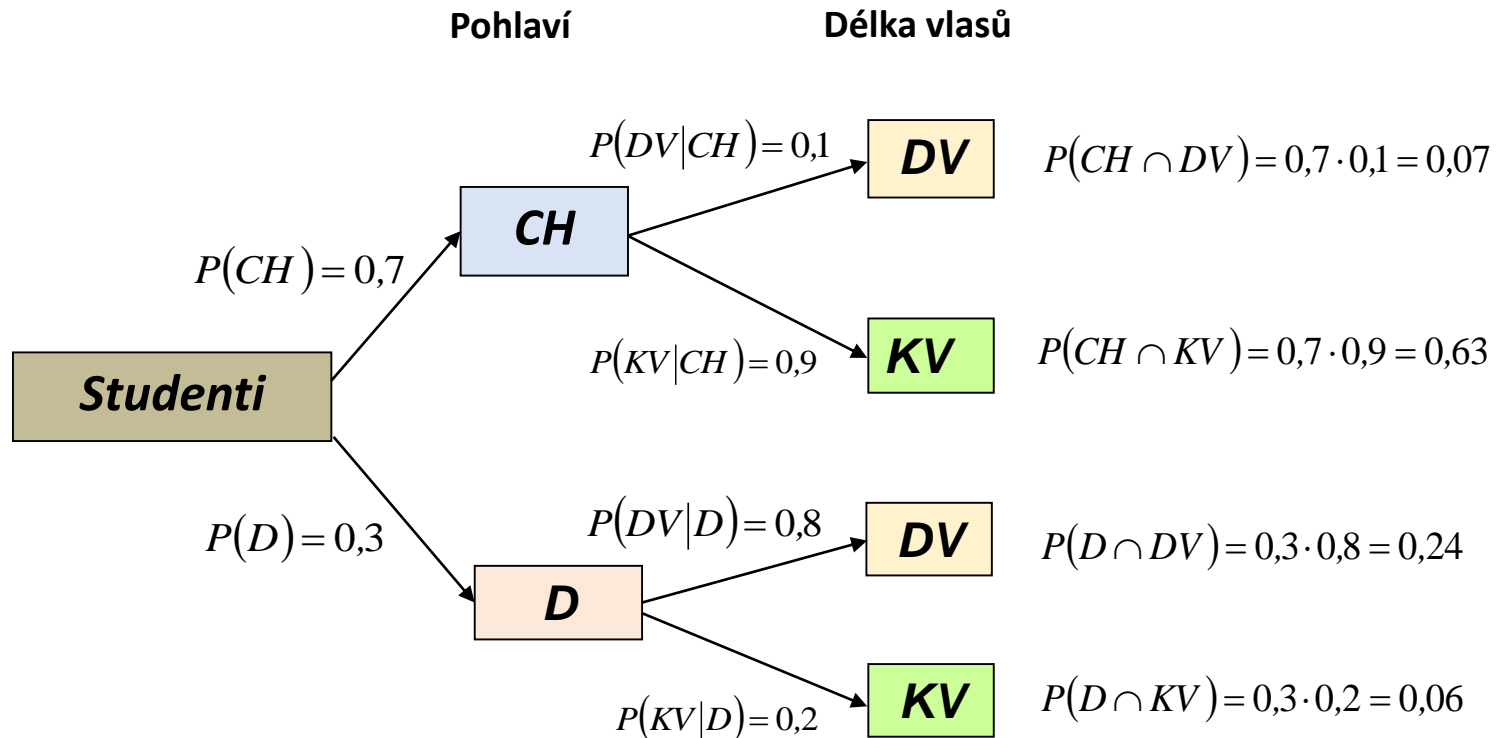 Pohlaví Délka vlasů
P(DV|CH) = 0,1
DV
P(CH ∩ DV) = 0,7 · 0,1 = 0,07
CH
P(CH) = 0,7
P(KV|CH) = 0,9
KV
P(CH ∩ KV) = 0,7 · 0,9 = 0,63
Studenti
P(D) = 0,3
P(DV|D) = 0,8
DV
P(D ∩ DV) = 0,3 · 0,8 = 0,24
D
P(KV|D) = 0,2
KV
P(D ∩ KV) = 0,3 · 0,2 = 0,06